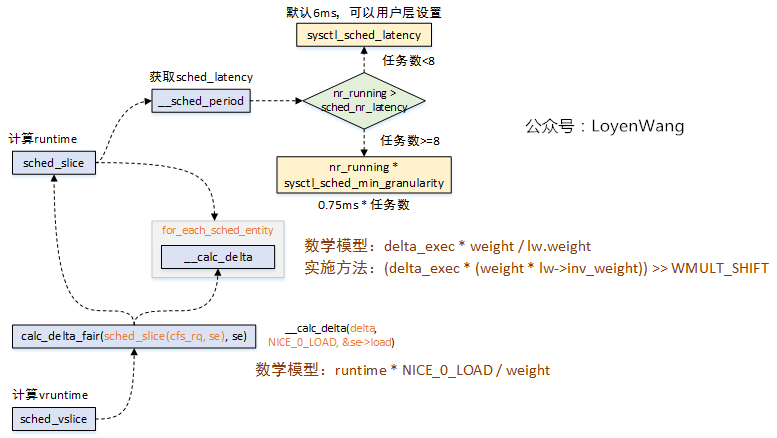 默认6ms，可以用户层设置
sysctl_sched_latency
任务数<8
获取sched_latency
__sched_period
nr_running >
sched_nr_latency
公众号：LoyenWang
计算runtime
sched_slice
任务数>=8
nr_running *
sysctl_sched_min_granularity
0.75ms * 任务数
for_each_sched_entity
__calc_delta
数学模型：delta_exec * weight / lw.weight
实施方法：(delta_exec * (weight * lw->inv_weight)) >> WMULT_SHIFT
calc_delta_fair(sched_slice(cfs_rq, se), se)
__calc_delta(delta,
NICE_0_LOAD, &se->load)
数学模型：runtime * NICE_0_LOAD / weight
计算vruntime
sched_vslice